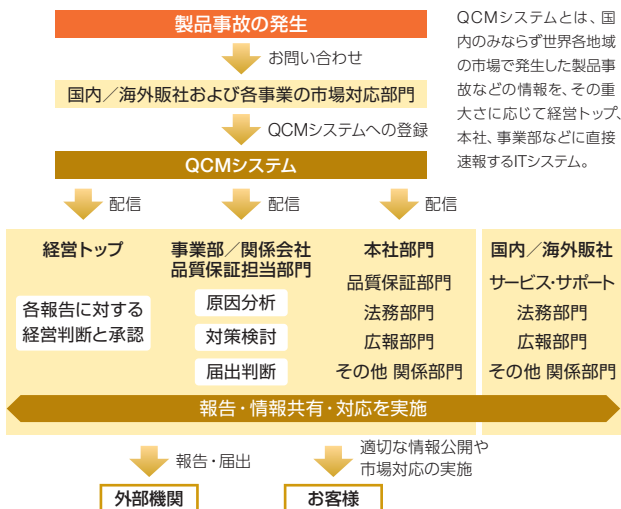 製品事故の発生
お問い合わせ
国内／海外販社および各事業の市場対応部門
QCMシステムへの登録
QCMシステム
配信
配信
配信
QCMシステムとは、国
内のみならず世界各地域
の市場で発生した製品事
故などの情報を、その重
大さに応じて経営トップ、
本社、事業部などに直接
速報するITシステム。
経営トップ
各報告に対する
経営判断と承認
事業部／関係会社
品質保証担当部門
原因分析
対策検討
届出判断
本社部門
品質保証部門
法務部門
広報部門
その他 関係部門
国内／海外販社
サービス・サポート
法務部門
広報部門
その他 関係部門
報告・情報共有・対応を実施
報告・届出
適切な情報公開や
市場対応の実施
外部機関
お客様